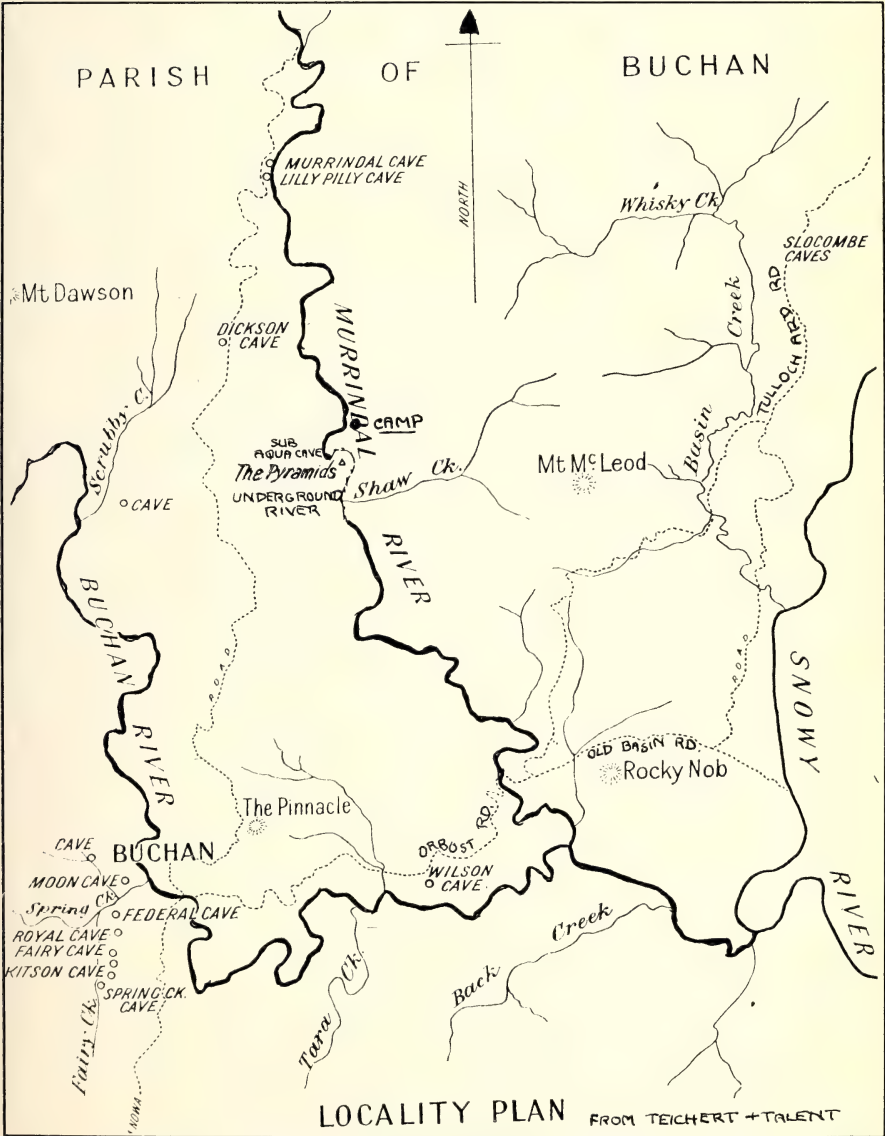 PARISH OF BUCHAN
NORTH
MURRINDAL CAVE
LILLY PILLY CAVE
Whisky Ck
SLOCOMBE
CAVES
Mt Dawson
Creek
TULLOCH ARD RD
DICKSON
CAVE
MURRINDAL
CAMP
Scrubby C.
SUB
AQUA CAVE
The Pyramids
UNDERGROUND
RIVER
Shaw Ck.
Mt McLeod
Basin
CAVE
RIVER
BUCHAN
ROAD
ROAD
SNOWY
RIVER
OLD BASIN RD
Rocky Nob
The Pinnacle
ORBOST RD.
CAVE
BUCHAN
WILSON
CAVE.
MOON CAVE
Spring Ck
FEDERAL CAVE
ROYAL CAVE
FAIRY CAVE
KITSON CAVE
SPRING CK.
CAVE
Fairy Ck
Tara Ck
Back Creek
RIVER
NOWA
LOCALITY PLAN FROM TEICHERT + TALENT